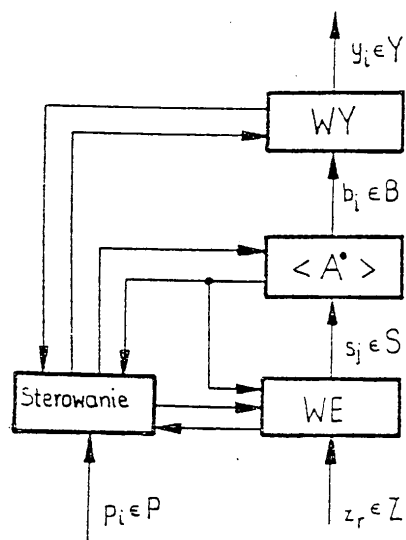 yᵢ ∈ Y
WY
bᵢ ∈ B
< A• >
sⱼ ∈ S
Sterowanie
WE
pᵢ ∈ P
zᵣ ∈ Z